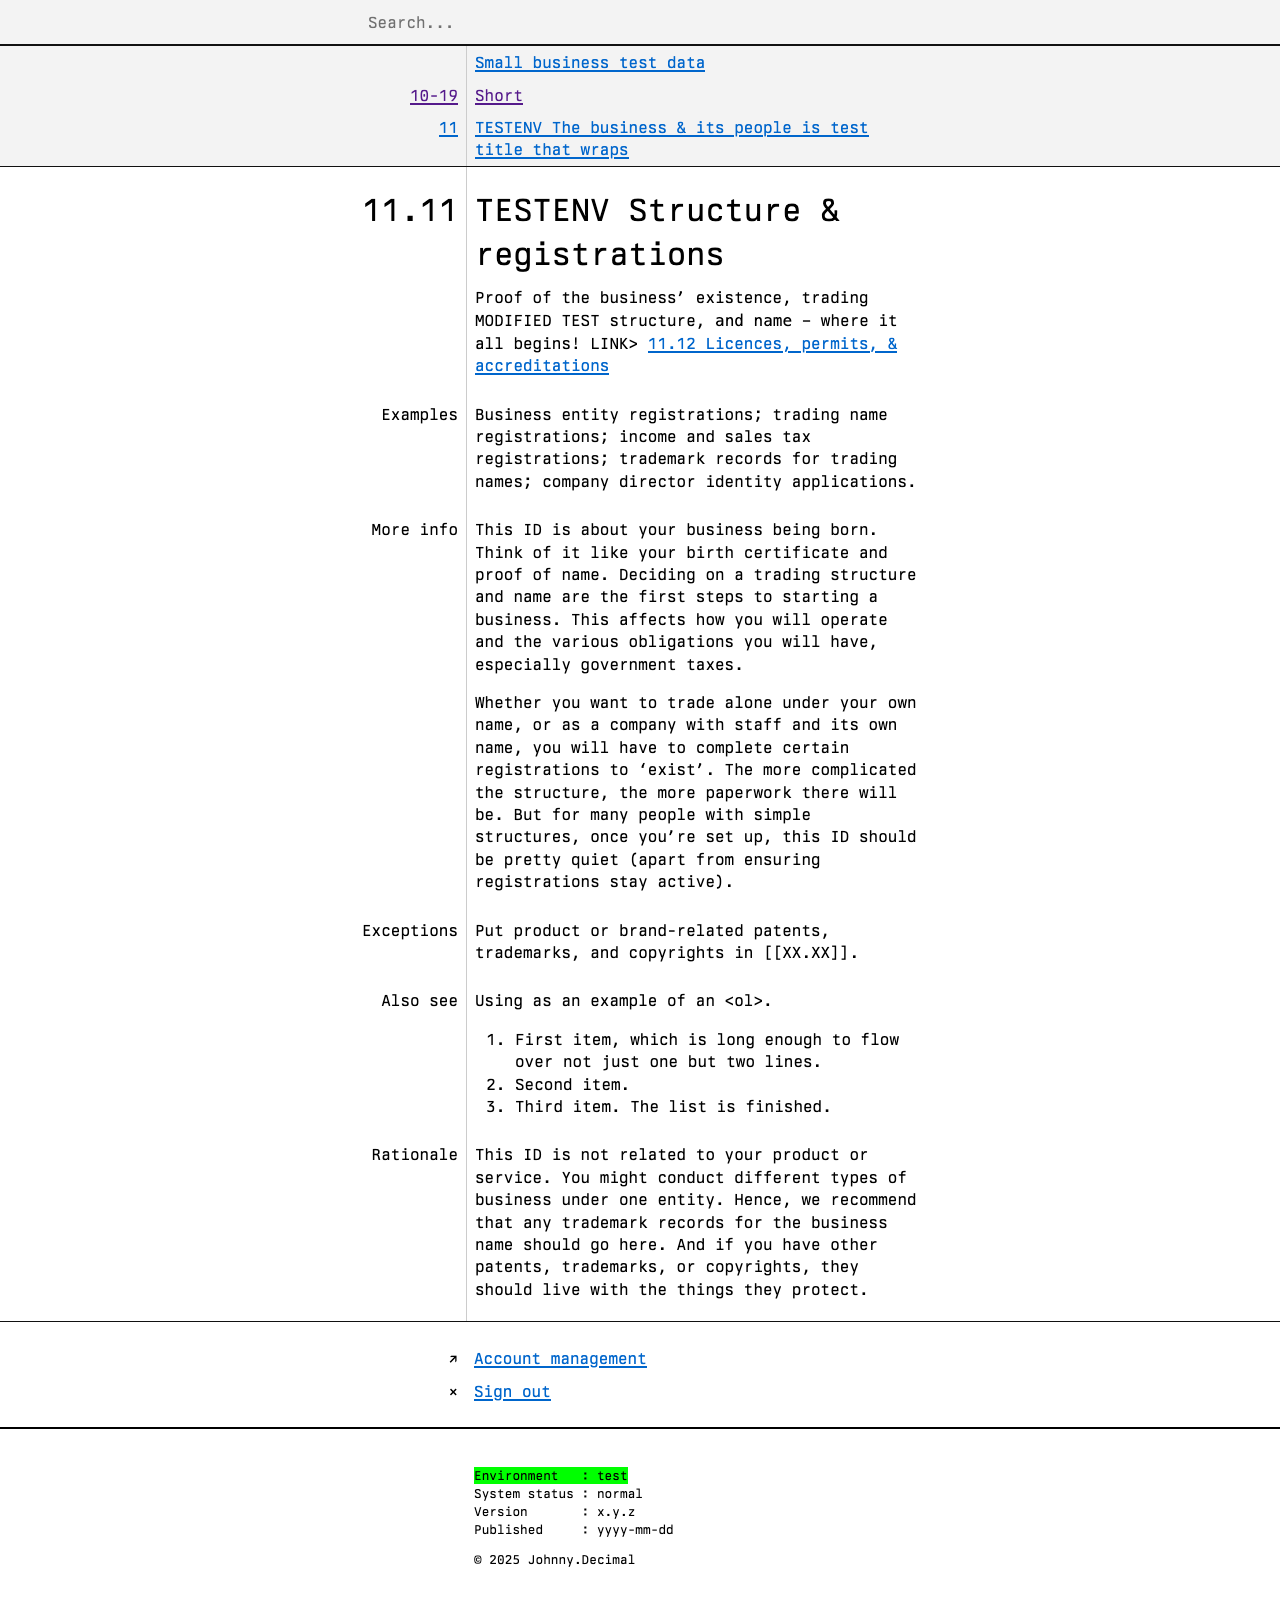 Search...
Small business test data
10-19 Short
11 TESTENV The business & its people is test
title that wraps
11.11 TESTENV Structure &
registrations
Proof of the business’ existence, trading
MODIFIED TEST structure, and name – where it
all begins! LINK> 11.12 Licences, permits, &
accreditations
Examples Business entity registrations; trading name
registrations; income and sales tax
registrations; trademark records for trading
names; company director identity applications.
More info This ID is about your business being born.
Think of it like your birth certificate and
proof of name. Deciding on a trading structure
and name are the first steps to starting a
business. This affects how you will operate
and the various obligations you will have,
especially government taxes.
Whether you want to trade alone under your own
name, or as a company with staff and its own
name, you will have to complete certain
registrations to ‘exist’. The more complicated
the structure, the more paperwork there will
be. But for many people with simple
structures, once you’re set up, this ID should
be pretty quiet (apart from ensuring
registrations stay active).
Exceptions Put product or brand-related patents,
trademarks, and copyrights in [[XX.XX]].
Also see Using as an example of an <ol>.
1. First item, which is long enough to flow
over not just one but two lines.
2. Second item.
3. Third item. The list is finished.
Rationale This ID is not related to your product or
service. You might conduct different types of
business under one entity. Hence, we recommend
that any trademark records for the business
name should go here. And if you have other
patents, trademarks, or copyrights, they
should live with the things they protect.
↗ Account management
× Sign out
Environment : test
System status : normal
Version : x.y.z
Published : yyyy-mm-dd
© 2025 Johnny.Decimal